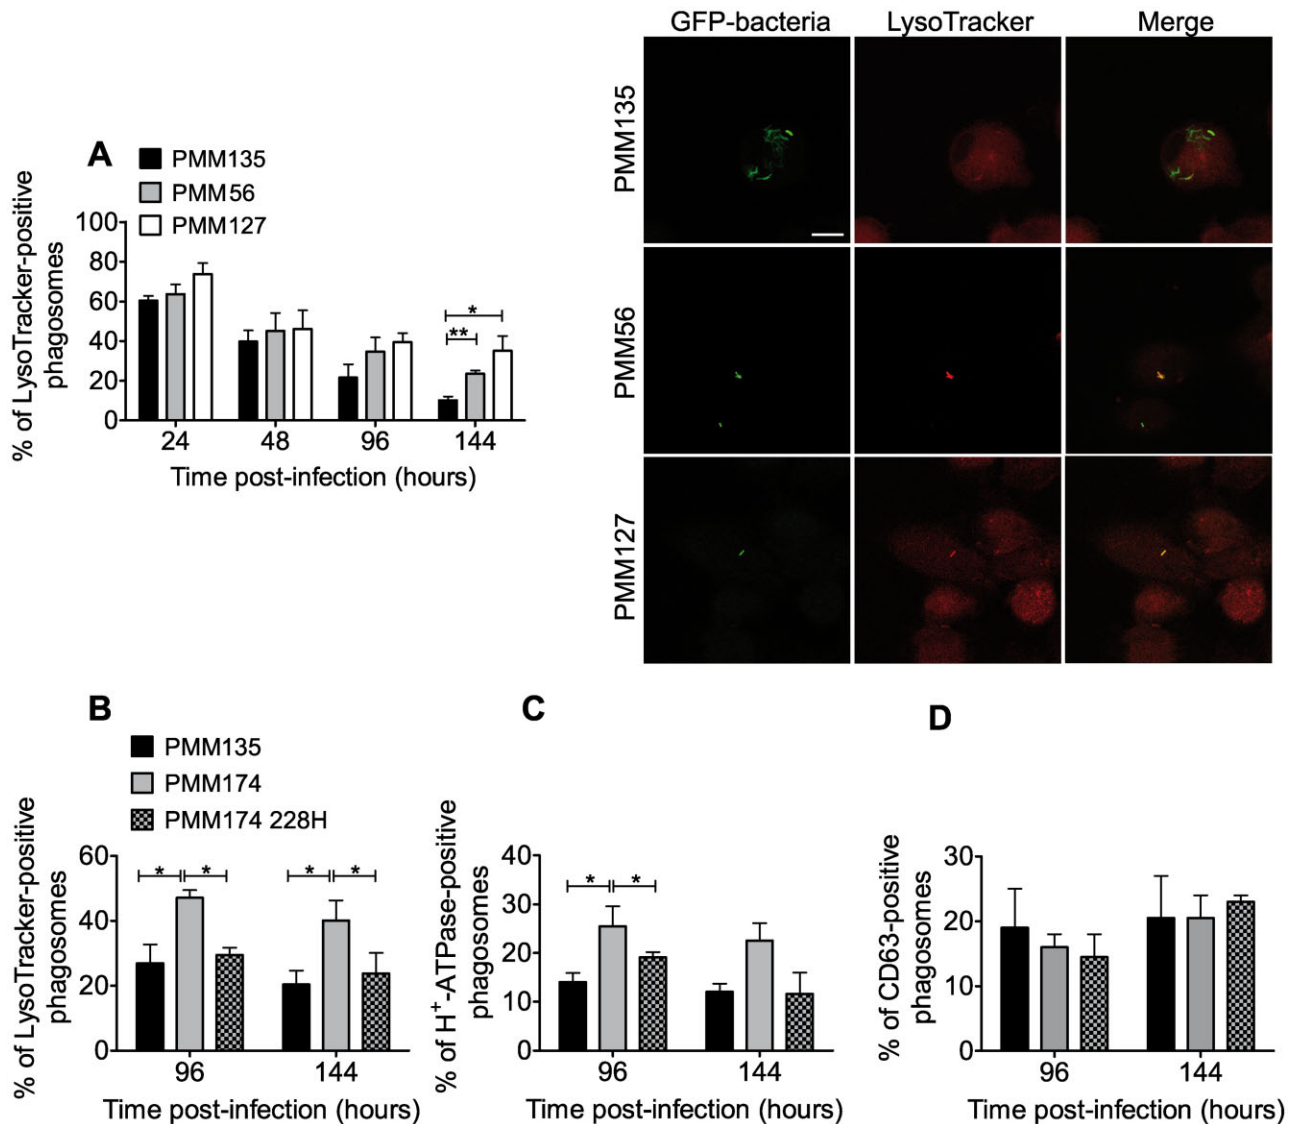 GFP-bacteria LysoTracker Merge
PMM135
PMM56
PMM127
A
PMM135
PMM56
PMM127
% of LysoTracker-positive
phagosomes
100
80
60
40
20
0
*
**
24 48 96 144
Time post-infection (hours)
B
PMM135
PMM174
PMM174 228H
% of LysoTracker-positive
phagosomes
60
40
20
0
* * * *
96 144
Time post-infection (hours)
C
% of H⁺-ATPase-positive
phagosomes
40
30
20
10
0
* *
96 144
Time post-infection (hours)
D
% of CD63-positive
phagosomes
30
20
10
0
96 144
Time post-infection (hours)